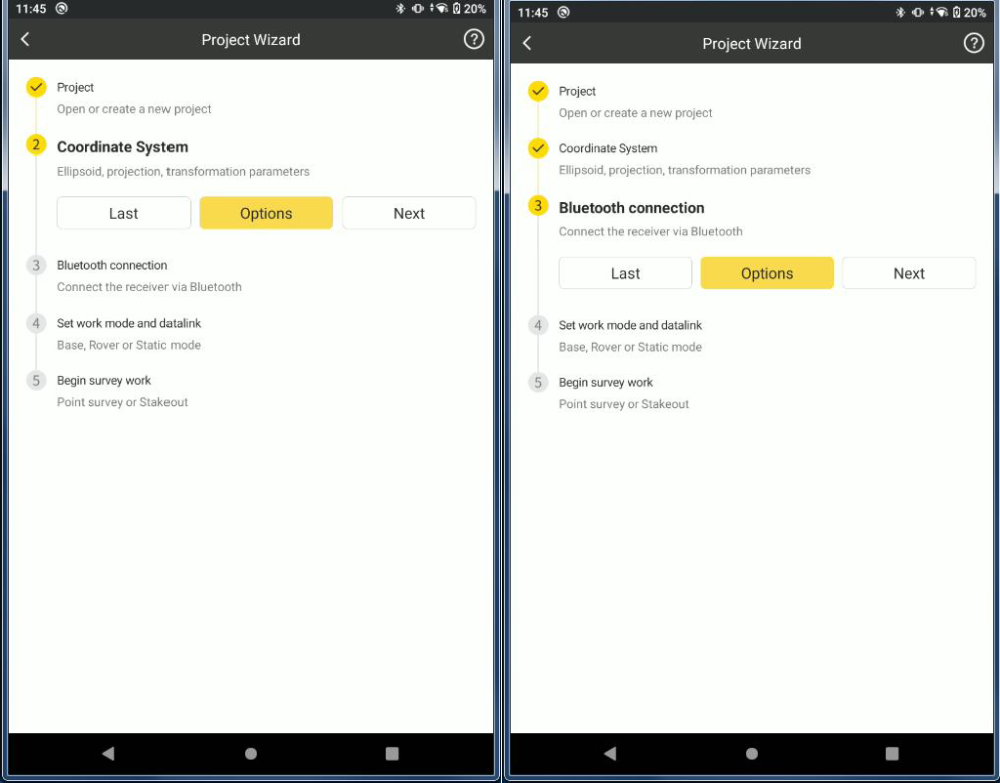 11:45 20%
Project Wizard ?
Project
Open or create a new project
2 Coordinate System
Ellipsoid, projection, transformation parameters
Last Options Next
3 Bluetooth connection
Connect the receiver via Bluetooth
4 Set work mode and datalink
Base, Rover or Static mode
5 Begin survey work
Point survey or Stakeout
11:45 20%
Project Wizard ?
Project
Open or create a new project
Coordinate System
Ellipsoid, projection, transformation parameters
3 Bluetooth connection
Connect the receiver via Bluetooth
Last Options Next
4 Set work mode and datalink
Base, Rover or Static mode
5 Begin survey work
Point survey or Stakeout